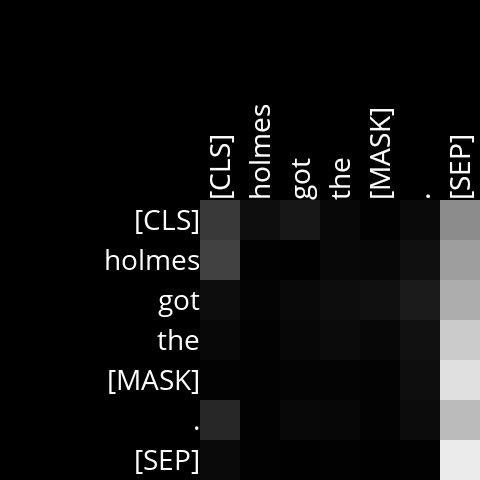 [CLS] holmes got the [MASK] . [SEP]
[CLS]
holmes
got
the
[MASK]
.
[SEP]